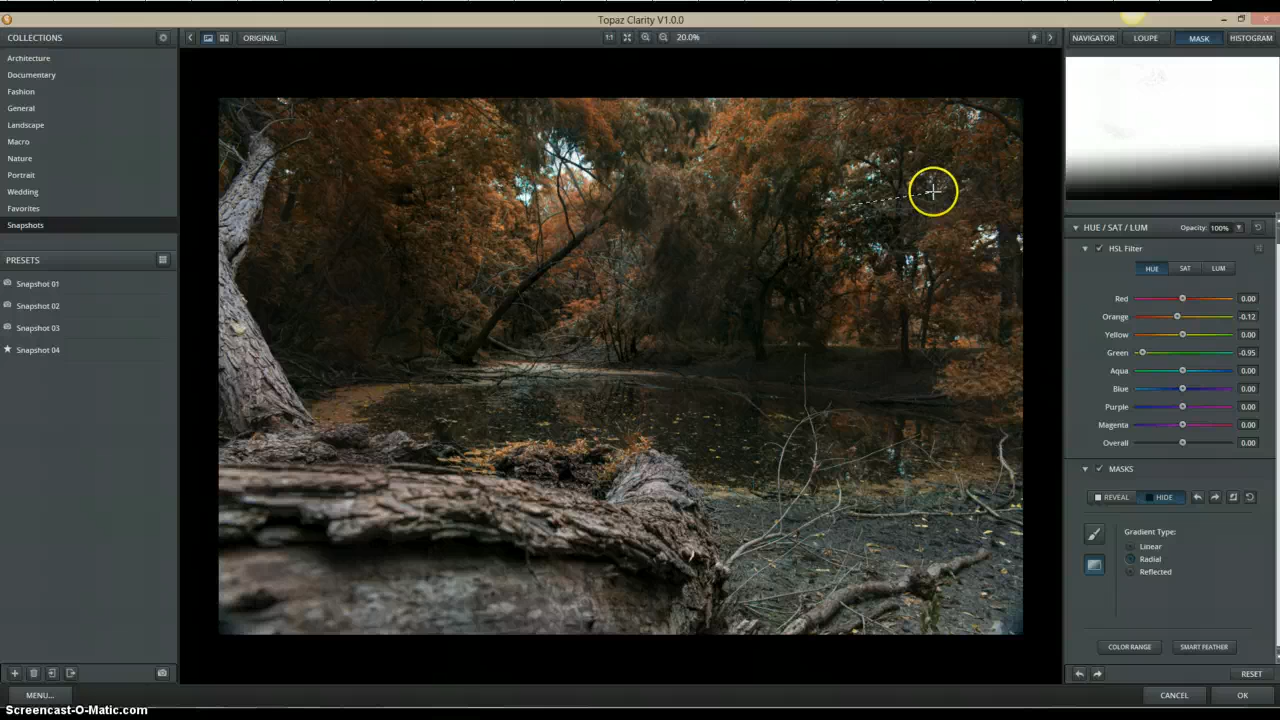 Topaz Clarity V1.0.0
COLLECTIONS
ORIGINAL
1:1
20.0%
NAVIGATOR
LOUPE
MASK
HISTOGRAM
Architecture
Documentary
Fashion
General
Landscape
Macro
Nature
Portrait
Wedding
Favorites
Snapshots
PRESETS
Snapshot 01
Snapshot 02
Snapshot 03
Snapshot 04
HUE / SAT / LUM
Opacity: 100%
HSL Filter
HUE
SAT
LUM
Red 0.00
Orange -0.12
Yellow 0.00
Green -0.95
Aqua 0.00
Blue 0.00
Purple 0.00
Magenta 0.00
Overall 0.00
MASKS
REVEAL
HIDE
Gradient Type:
Linear
Radial
Reflected
COLOR RANGE
SMART FEATHER
RESET
MENU...
CANCEL
OK
Screencast-O-Matic.com